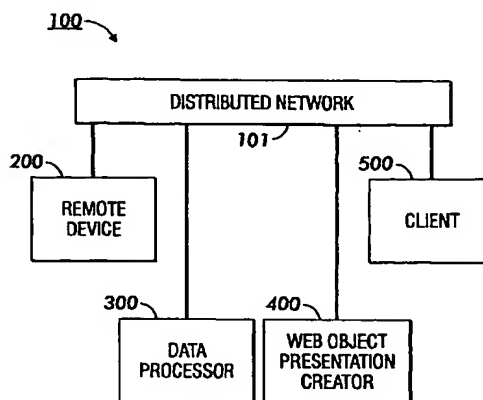 100
DISTRIBUTED NETWORK
101
200
REMOTE
DEVICE
500
CLIENT
300
DATA
PROCESSOR
400
WEB OBJECT
PRESENTATION
CREATOR